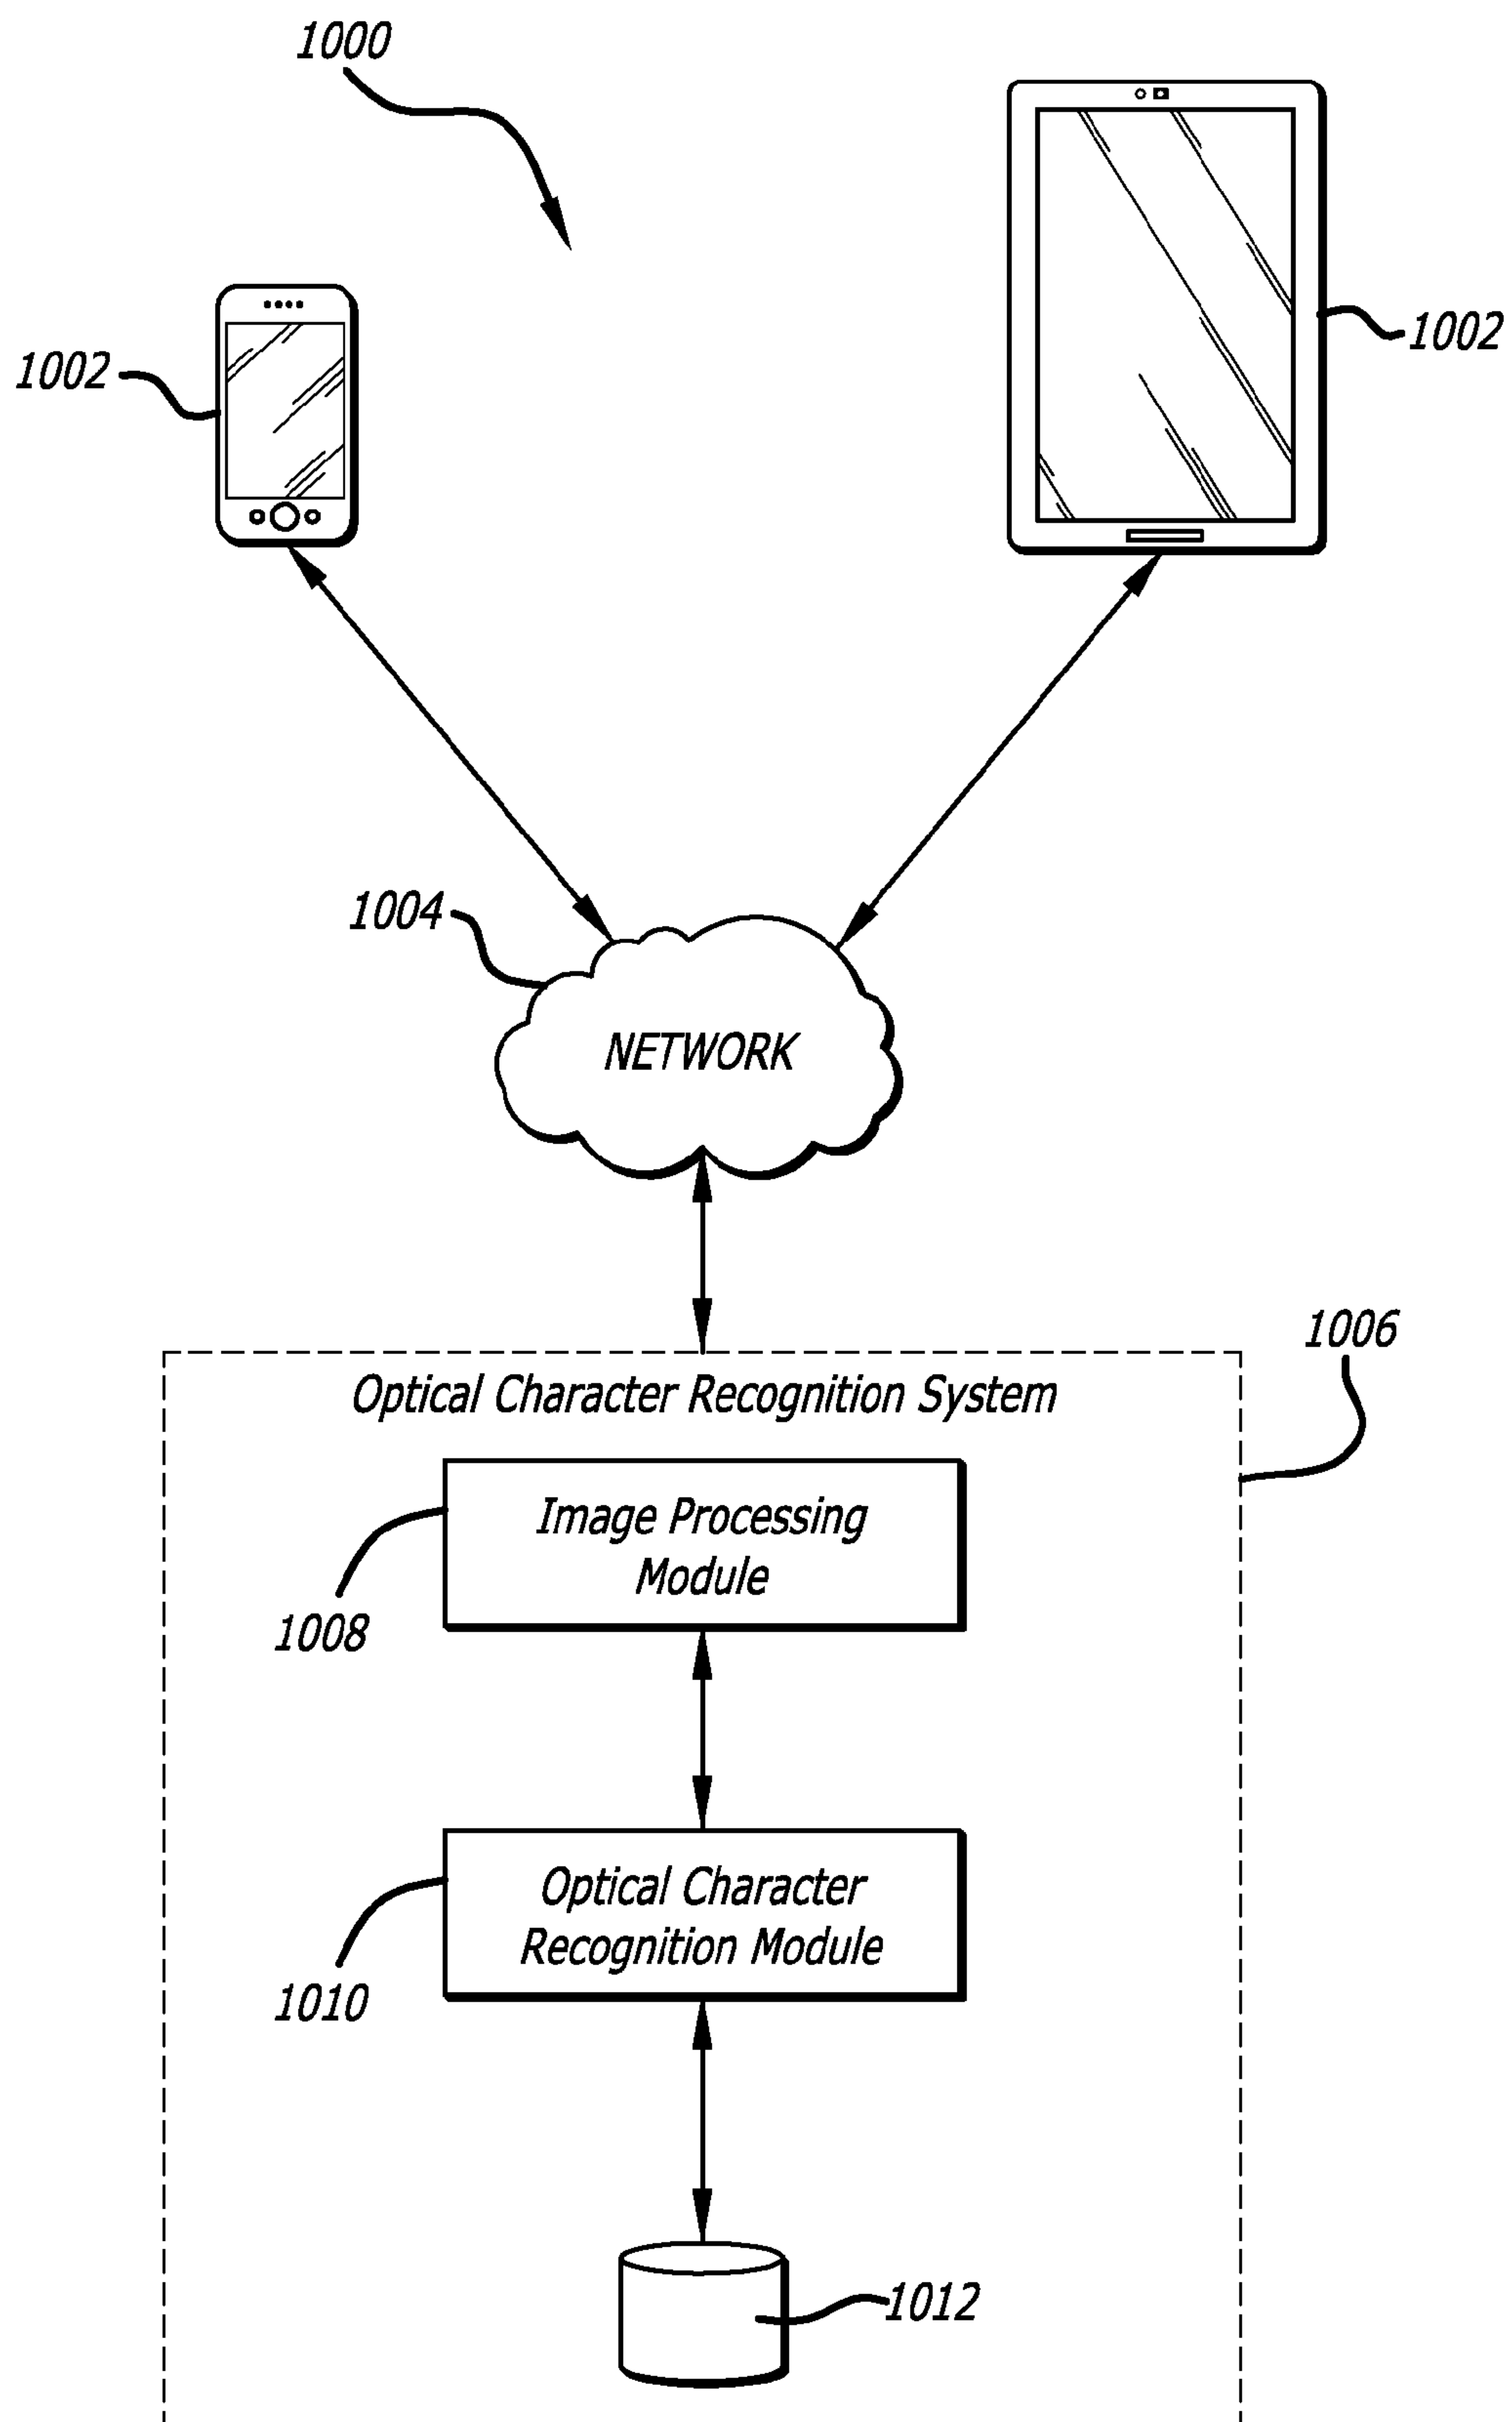 1000
1002
1002
1004
NETWORK
1006
Optical Character Recognition System
Image Processing
Module
1008
Optical Character
Recognition Module
1010
1012